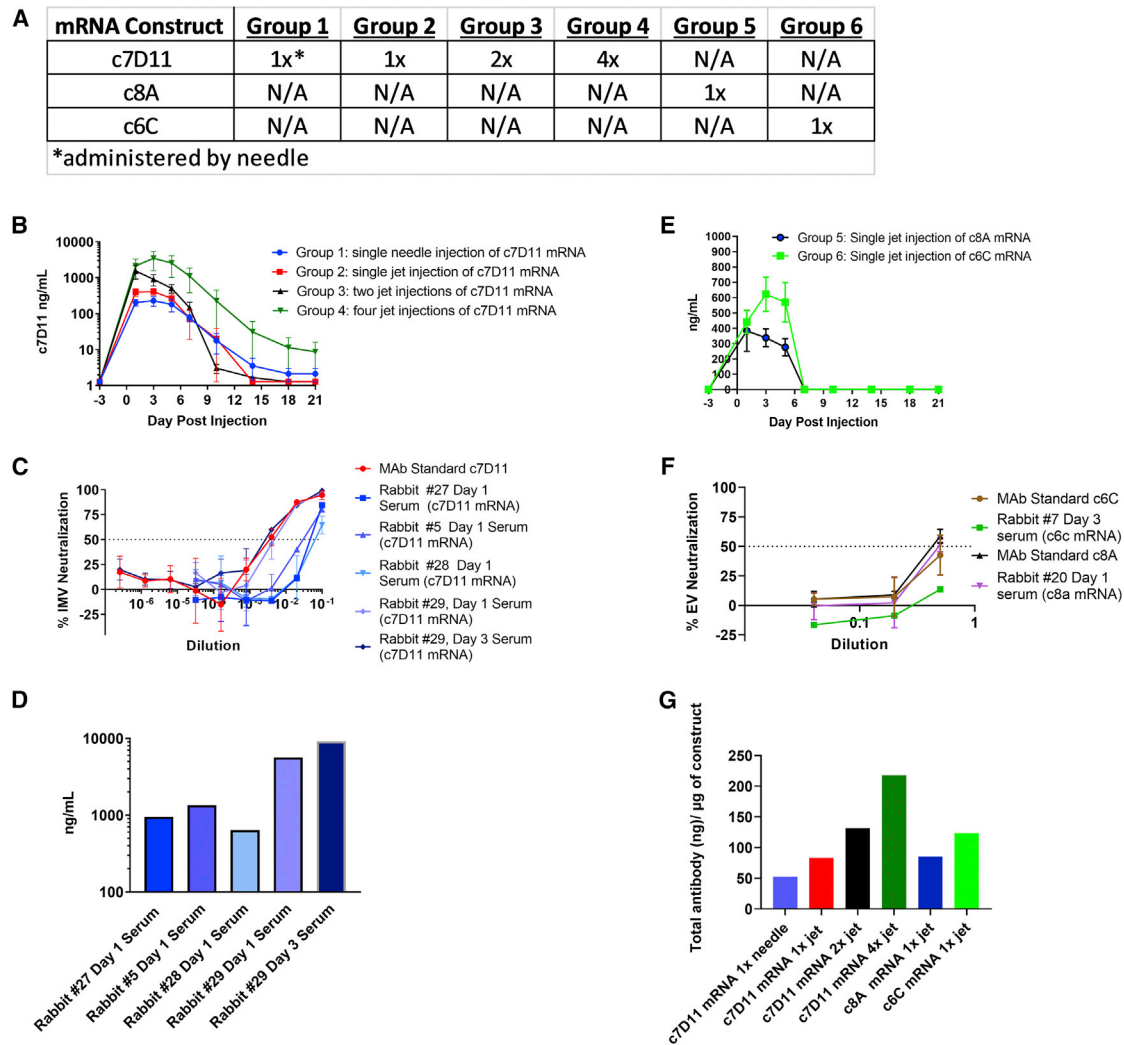 A
mRNA Construct Group 1 Group 2 Group 3 Group 4 Group 5 Group 6
c7D11 1x* 1x 2x 4x N/A N/A
c8A N/A N/A N/A N/A 1x N/A
c6C N/A N/A N/A N/A N/A 1x
*administered by needle
B
c7D11 ng/mL
10000
1000
100
10
1
-3 0 3 6 9 12 15 18 21
Day Post Injection
Group 1: single needle injection of c7D11 mRNA
Group 2: single jet injection of c7D11 mRNA
Group 3: two jet injections of c7D11 mRNA
Group 4: four jet injections of c7D11 mRNA
E
ng/mL
1000
900
800
700
600
500
400
300
200
100
0
-3 0 3 6 9 12 15 18 21
Day Post Injection
Group 5: Single jet injection of c8A mRNA
Group 6: Single jet injection of c6C mRNA
C
% IMV Neutralization
100
75
50
25
0
-25
10-6 10-5 10-4 10-3 10-2 10-1
Dilution
MAb Standard c7D11
Rabbit #27 Day 1
Serum (c7D11 mRNA)
Rabbit #5 Day 1 Serum
(c7D11 mRNA)
Rabbit #28 Day 1
Serum (c7D11 mRNA)
Rabbit #29, Day 1 Serum
(c7D11 mRNA)
Rabbit #29, Day 3 Serum
(c7D11 mRNA)
F
% EV Neutralization
100
75
50
25
0
-25
0.1 1
Dilution
MAb Standard c6C
Rabbit #7 Day 3
serum (c6c mRNA)
MAb Standard c8A
Rabbit #20 Day 1
serum (c8a mRNA)
D
ng/mL
10000
1000
100
Rabbit #27 Day 1 Serum
Rabbit #5 Day 1 Serum
Rabbit #28 Day 1 Serum
Rabbit #29 Day 1 Serum
Rabbit #29 Day 3 Serum
G
Total antibody (ng)/ µg of construct
250
200
150
100
50
0
c7D11 mRNA 1x needle
c7D11 mRNA 1x jet
c7D11 mRNA 2x jet
c7D11 mRNA 4x jet
c8A mRNA 1x jet
c6C mRNA 1x jet